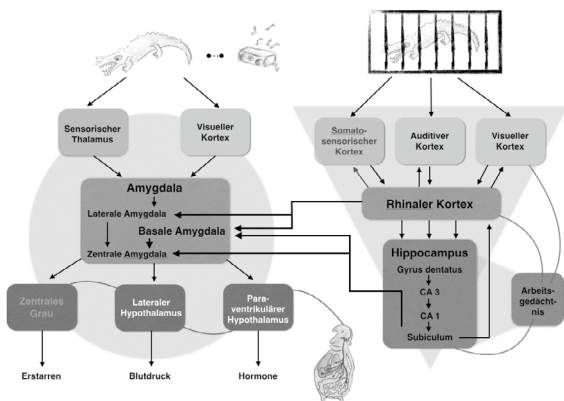 Sensorischer
Thalamus
Visueller
Kortex
Amygdala
Laterale Amygdala
Basale Amygdala
Zentrale Amygdala
Zentrales
Grau
Lateraler
Hypothalamus
Para-
ventrikulärer
Hypothalamus
Erstarren
Blutdruck
Hormone
Somato-
sensorischer
Kortex
Auditiver
Kortex
Visueller
Kortex
Rhinaler Kortex
Hippocampus
Gyrus dentatus
CA 3
CA 1
Subiculum
Arbeits-
gedächt-
nis